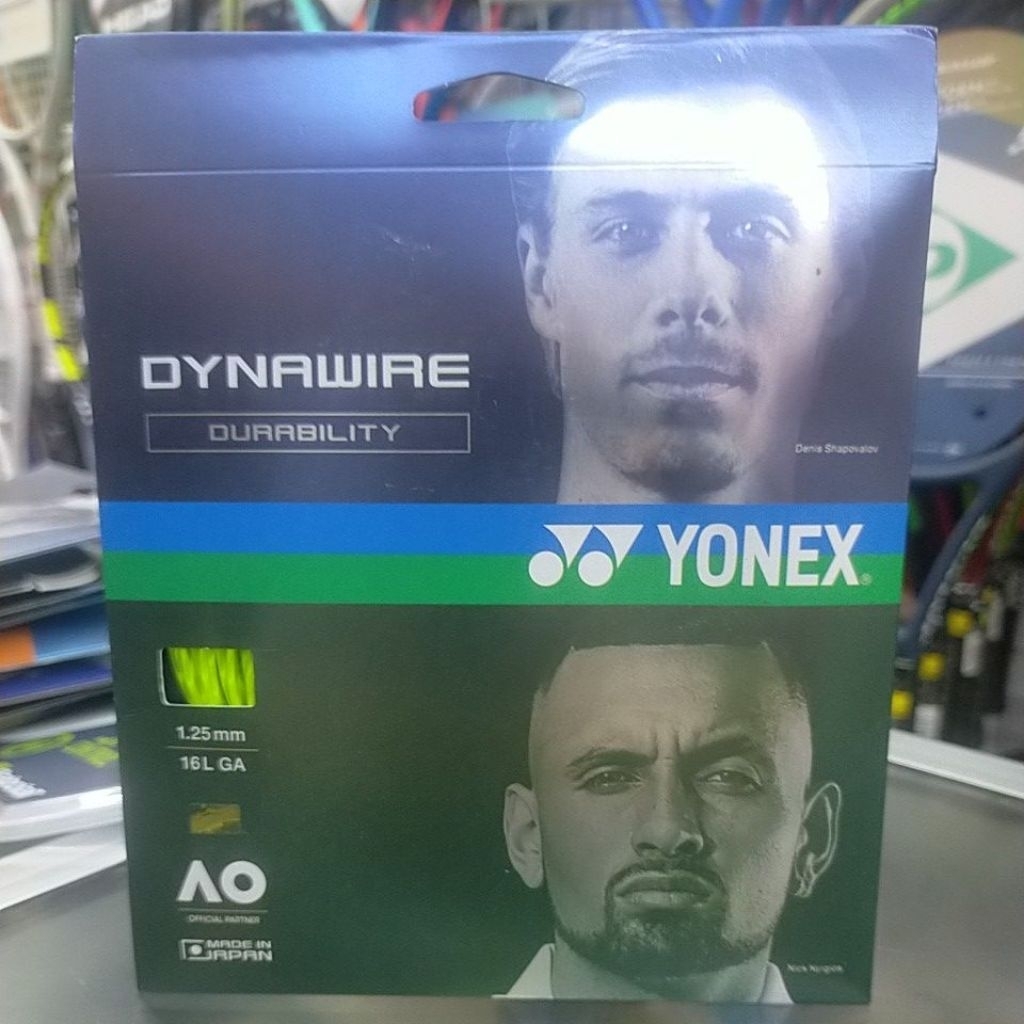 DYNAWIRE
DURABILITY
Denis Shapovalov
YONEX®
1.25mm
16L GA
AO
OFFICIAL PARTNER
MADE IN
JAPAN
Nick Kyrgios